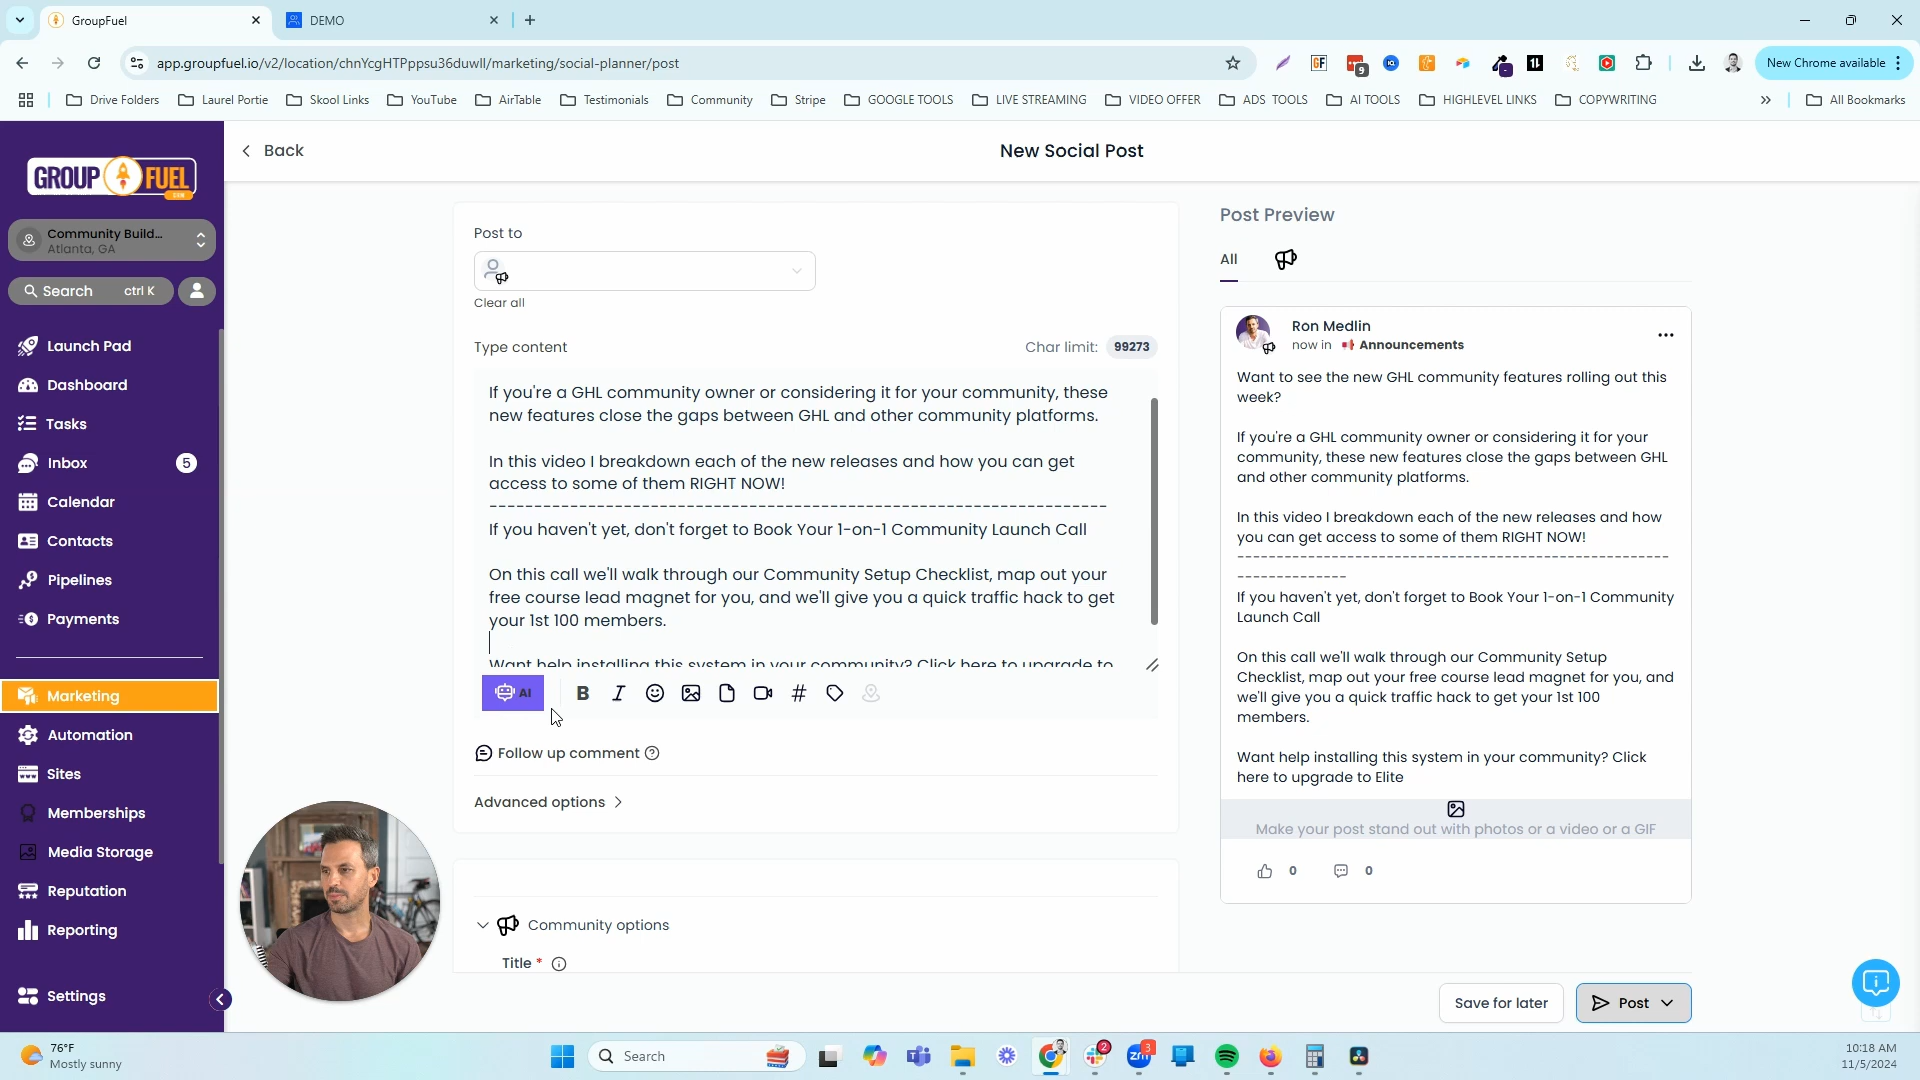 GroupFuel
DEMO
app.groupfuel.io/v2/location/chnYcgHTPppsu36duwll/marketing/social-planner/post
9
New Chrome available
Drive Folders
Laurel Portie
Skool Links
YouTube
AirTable
Testimonials
Community
Stripe
GOOGLE TOOLS
LIVE STREAMING
VIDEO OFFER
ADS TOOLS
AI TOOLS
HIGHLEVEL LINKS
COPYWRITING
All Bookmarks
GROUP FUEL
Community Build...
Atlanta, GA
Search ctrl K
Launch Pad
Dashboard
Tasks
Inbox 5
Calendar
Contacts
Pipelines
Payments
Marketing
Automation
Sites
Memberships
Media Storage
Reputation
Reporting
Settings
Back
New Social Post
Post to
Clear all
Type content
Char limit: 99273
If you're a GHL community owner or considering it for your community, these
new features close the gaps between GHL and other community platforms.
In this video I breakdown each of the new releases and how you can get
access to some of them RIGHT NOW!
---------------------------------------------------------------------
If you haven't yet, don't forget to Book Your 1-on-1 Community Launch Call
On this call we'll walk through our Community Setup Checklist, map out your
free course lead magnet for you, and we'll give you a quick traffic hack to get
your 1st 100 members.
Want help installing this system in your community? Click here to upgrade to
AI
B
I
Follow up comment
Advanced options
Community options
Title *
Post Preview
All
Ron Medlin
now in Announcements
Want to see the new GHL community features rolling out this
week?
If you're a GHL community owner or considering it for your
community, these new features close the gaps between GHL
and other community platforms.
In this video I breakdown each of the new releases and how
you can get access to some of them RIGHT NOW!
-------------------------------------------------------
--------------
If you haven't yet, don't forget to Book Your 1-on-1 Community
Launch Call
On this call we'll walk through our Community Setup
Checklist, map out your free course lead magnet for you, and
we'll give you a quick traffic hack to get your 1st 100
members.
Want help installing this system in your community? Click
here to upgrade to Elite
Make your post stand out with photos or a video or a GIF
0 0
Save for later
Post
76°F
Mostly sunny
Search
2
3
10:18 AM
11/5/2024